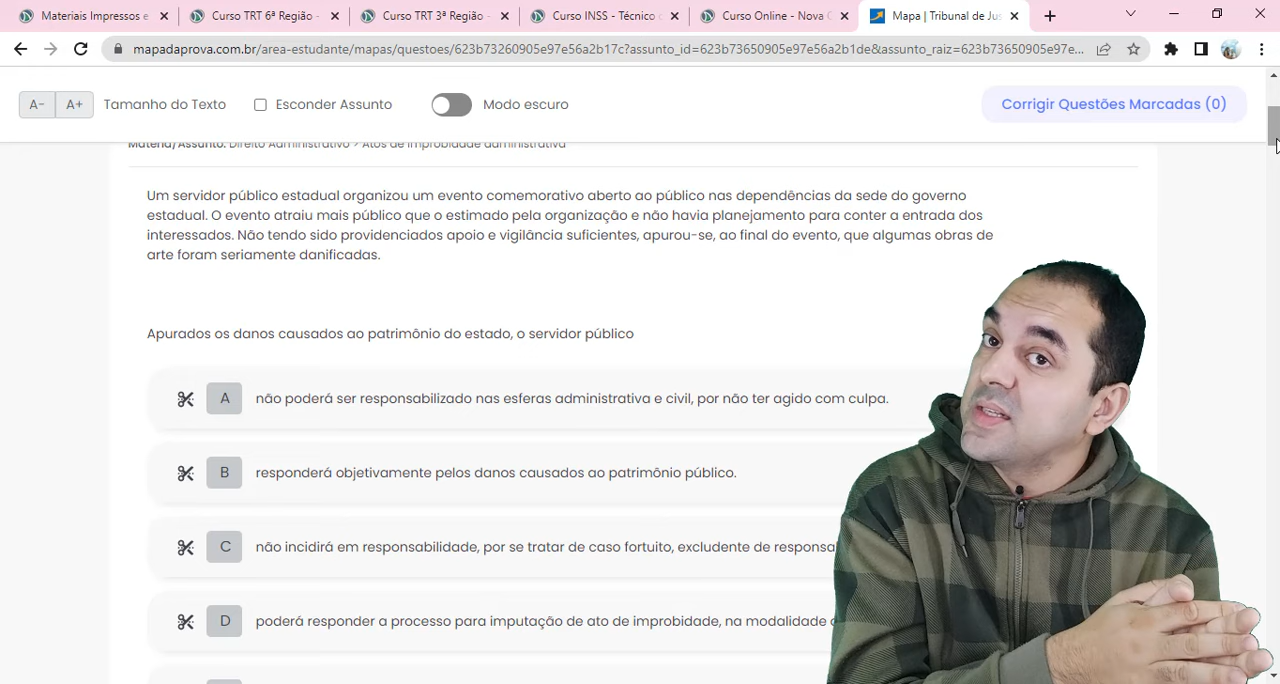 Materiais Impressos e
Curso TRT 6ª Região -
Curso TRT 3ª Região -
Curso INSS - Técnico
Curso Online - Nova C
Mapa | Tribunal de Jus
mapadaprova.com.br/area-estudante/mapas/questoes/623b73260905e97e56a2b17c?assunto_id=623b73650905e97e56a2b1de&assunto_raiz=623b73650905e97e...
A-
A+
Tamanho do Texto
Esconder Assunto
Modo escuro
Corrigir Questões Marcadas (0)
Matéria/Assunto: Direito Administrativo > Atos de improbidade administrativa
Um servidor público estadual organizou um evento comemorativo aberto ao público nas dependências da sede do governo
estadual. O evento atraiu mais público que o estimado pela organização e não havia planejamento para conter a entrada dos
interessados. Não tendo sido providenciados apoio e vigilância suficientes, apurou-se, ao final do evento, que algumas obras de
arte foram seriamente danificadas.
Apurados os danos causados ao patrimônio do estado, o servidor público
A não poderá ser responsabilizado nas esferas administrativa e civil, por não ter agido com culpa.
B responderá objetivamente pelos danos causados ao patrimônio público.
C não incidirá em responsabilidade, por se tratar de caso fortuito, excludente de responsa
D poderá responder a processo para imputação de ato de improbidade, na modalidade